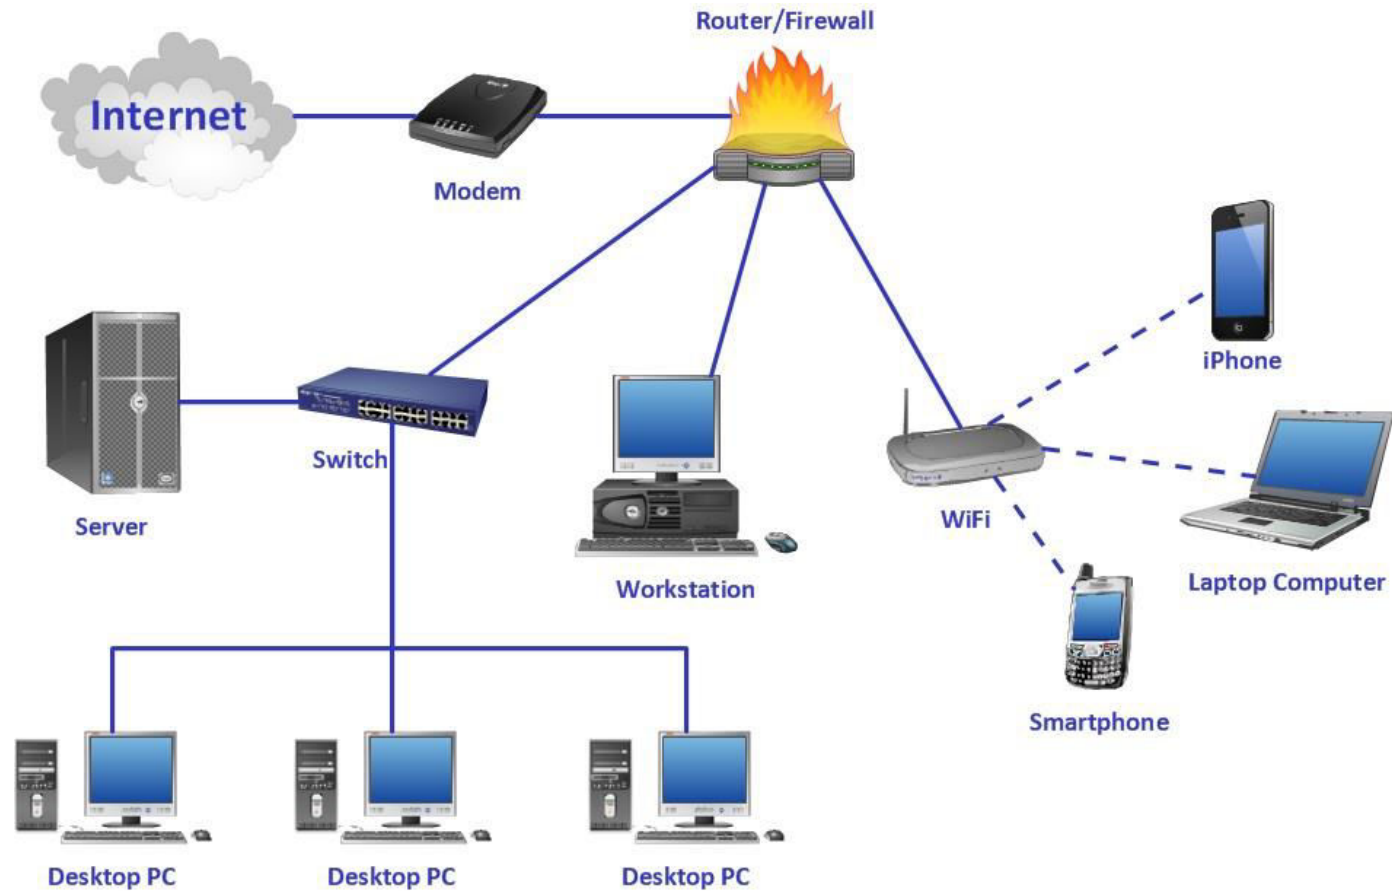 Router/Firewall
Internet
Modem
iPhone
Switch
Server
WiFi
Workstation
Laptop Computer
Smartphone
Desktop PC
Desktop PC
Desktop PC